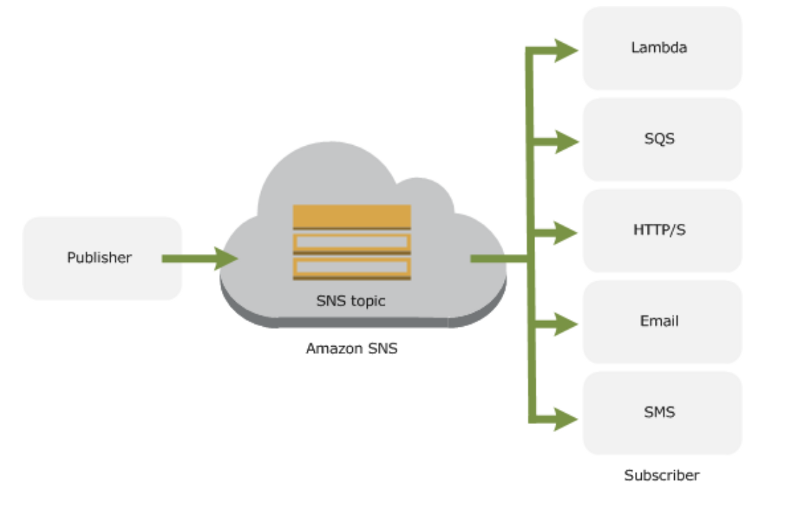 Publisher
SNS topic
Amazon SNS
Lambda
SQS
HTTP/S
Email
SMS
Subscriber